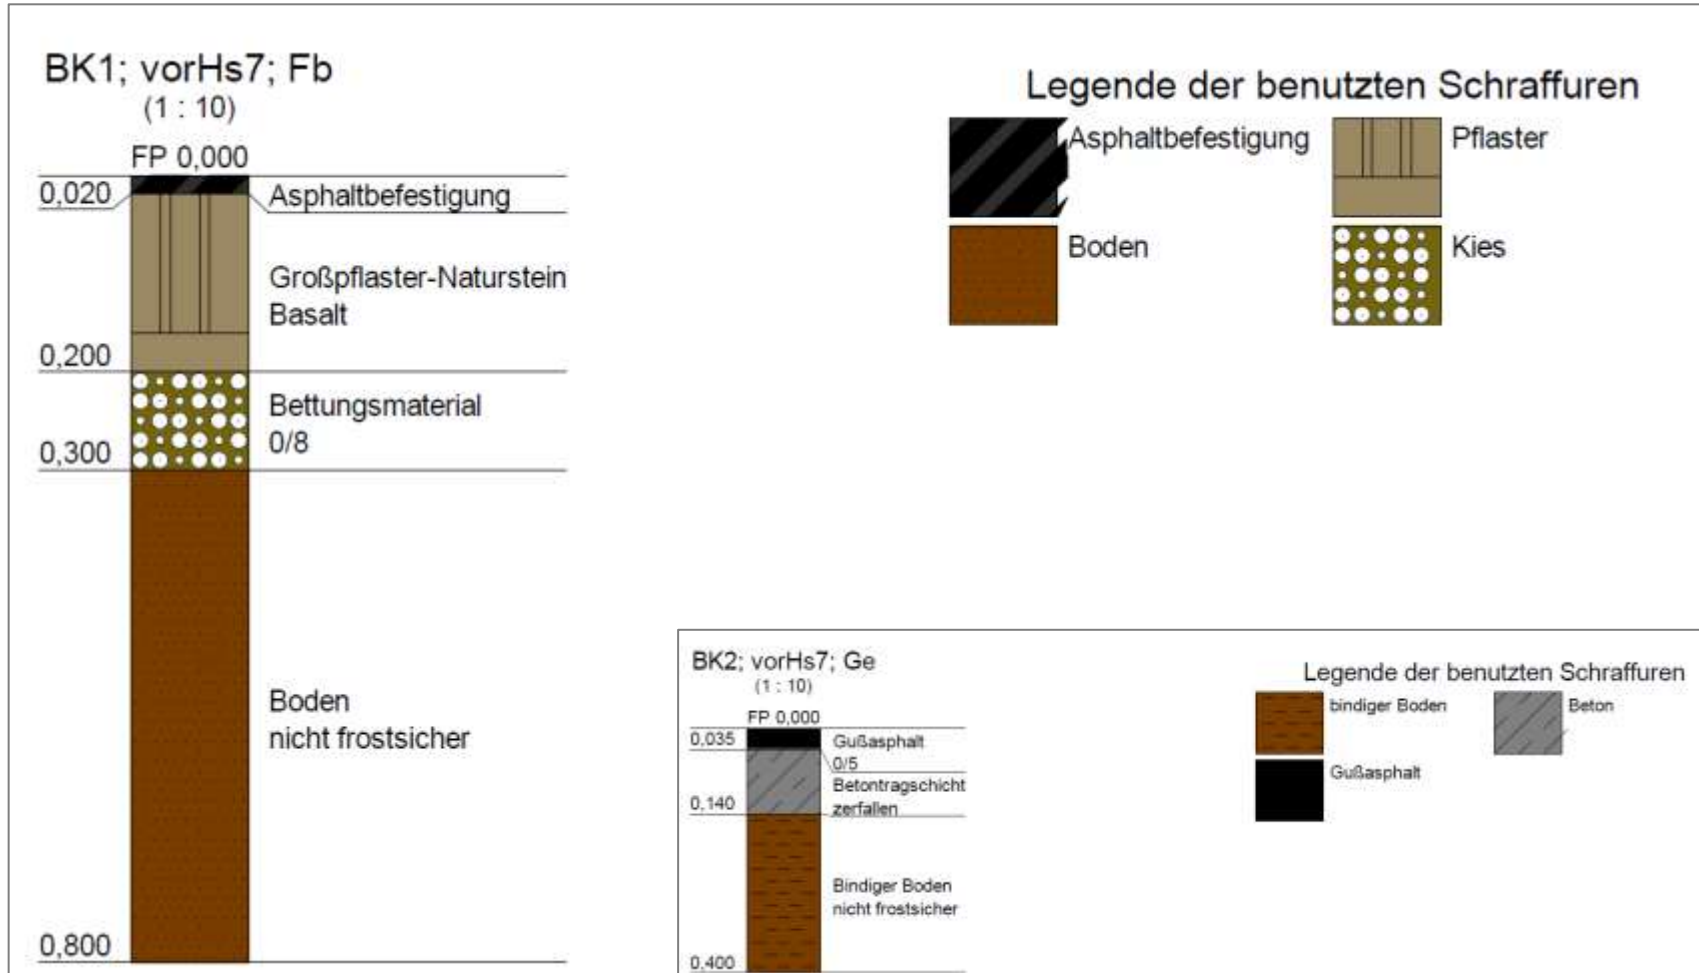 BK1; vorHs7; Fb
(1 : 10)
FP 0,000
0,020
Asphaltbefestigung
Großpflaster-Naturstein
Basalt
0,200
Bettungsmaterial
0/8
0,300
Boden
nicht frostsicher
0,800
Legende der benutzten Schraffuren
Asphaltbefestigung
Pflaster
Boden
Kies
BK2; vorHs7; Ge
(1 : 10)
FP 0,000
0,035
Gußasphalt
0/5
Betontragschicht
0,140
zerfallen
Bindiger Boden
nicht frostsicher
0,400
Legende der benutzten Schraffuren
bindiger Boden
Beton
Gußasphalt